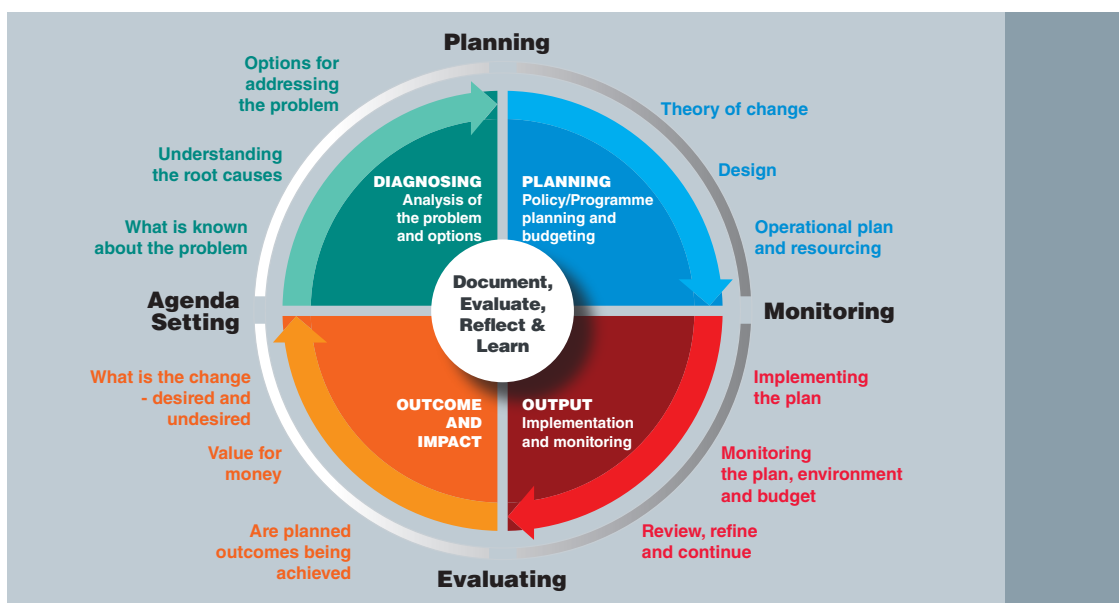 Planning
Options for
addressing
the problem
Understanding
the root causes
What is known
about the problem
Theory of change
Design
Operational plan
and resourcing
DIAGNOSING
Analysis of
the problem
and options
PLANNING
Policy/Programme
planning and
budgeting
Agenda
Setting
Document,
Evaluate,
Reflect &
Learn
Monitoring
What is the change
- desired and
undesired
Value for
money
Are planned
outcomes being
achieved
OUTCOME
AND
IMPACT
OUTPUT
Implementation
and monitoring
Implementing
the plan
Monitoring
the plan, environment
and budget
Review, refine
and continue
Evaluating